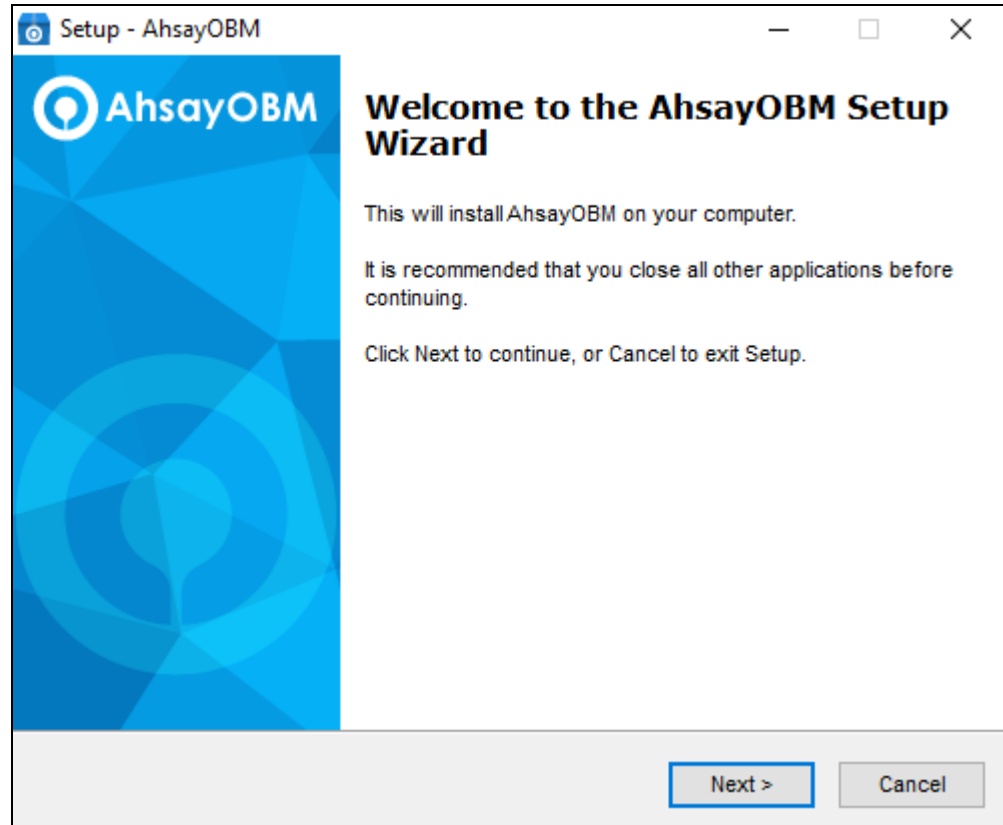 Setup - AhsayOBM
AhsayOBM
Welcome to the AhsayOBM Setup
Wizard
This will install AhsayOBM on your computer.
It is recommended that you close all other applications before
continuing.
Click Next to continue, or Cancel to exit Setup.
Next >
Cancel